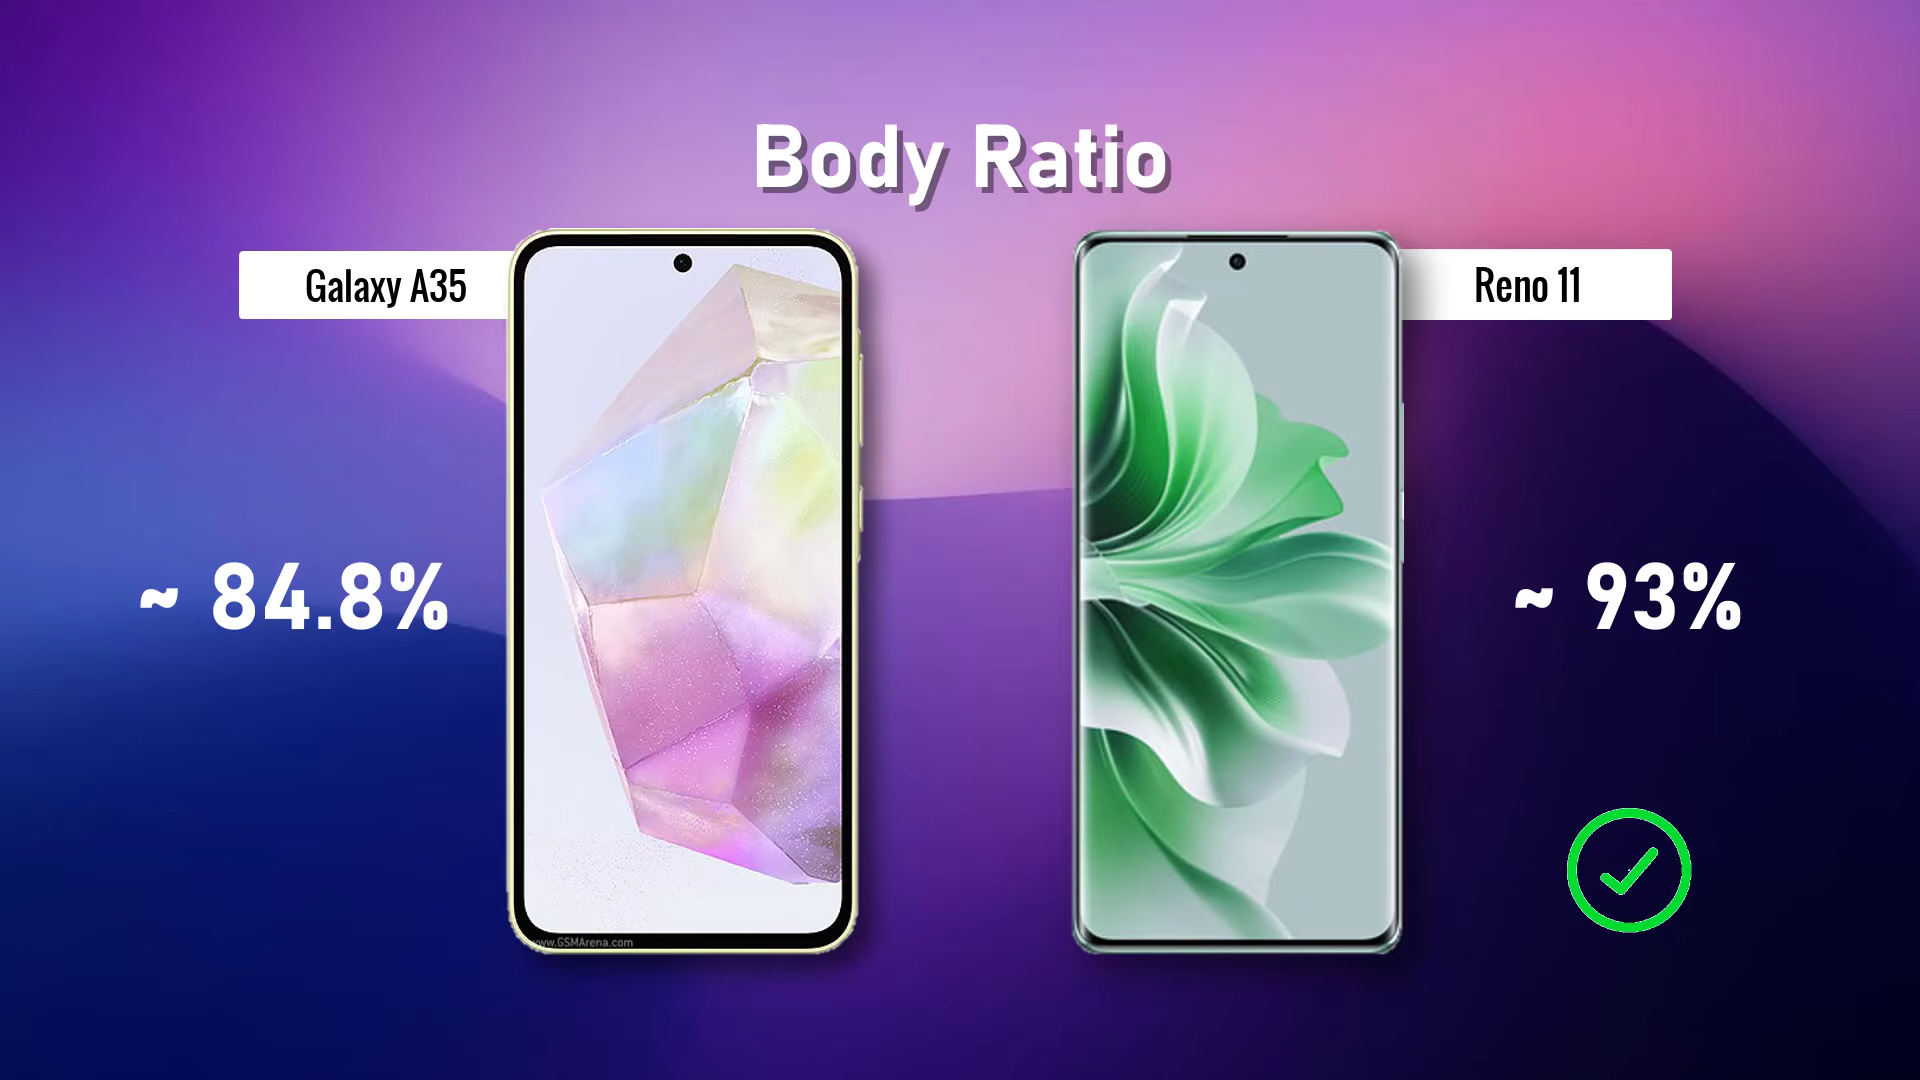 Body Ratio
Galaxy A35
Reno 11
~ 84.8%
~ 93%
www.GSMArena.com